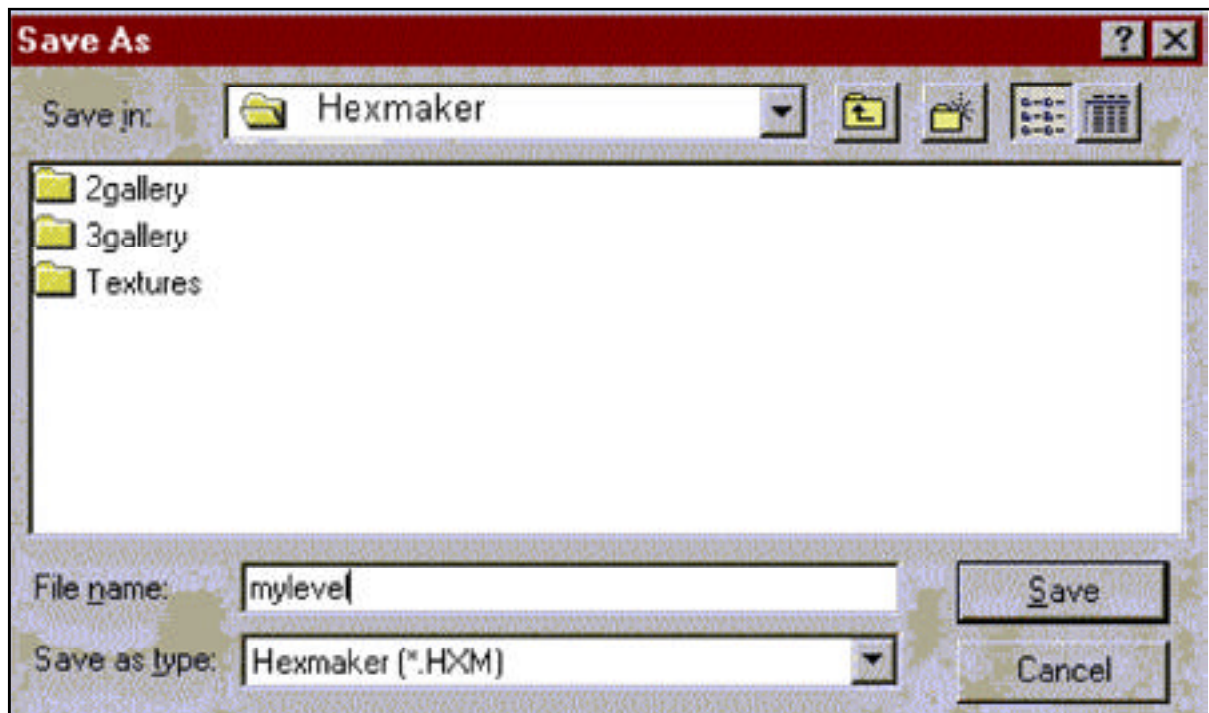 Save As
Save in: Hexmaker
2gallery
3gallery
Textures
File name: mylevel Save
Save as type: Hexmaker (*.HXM) Cancel